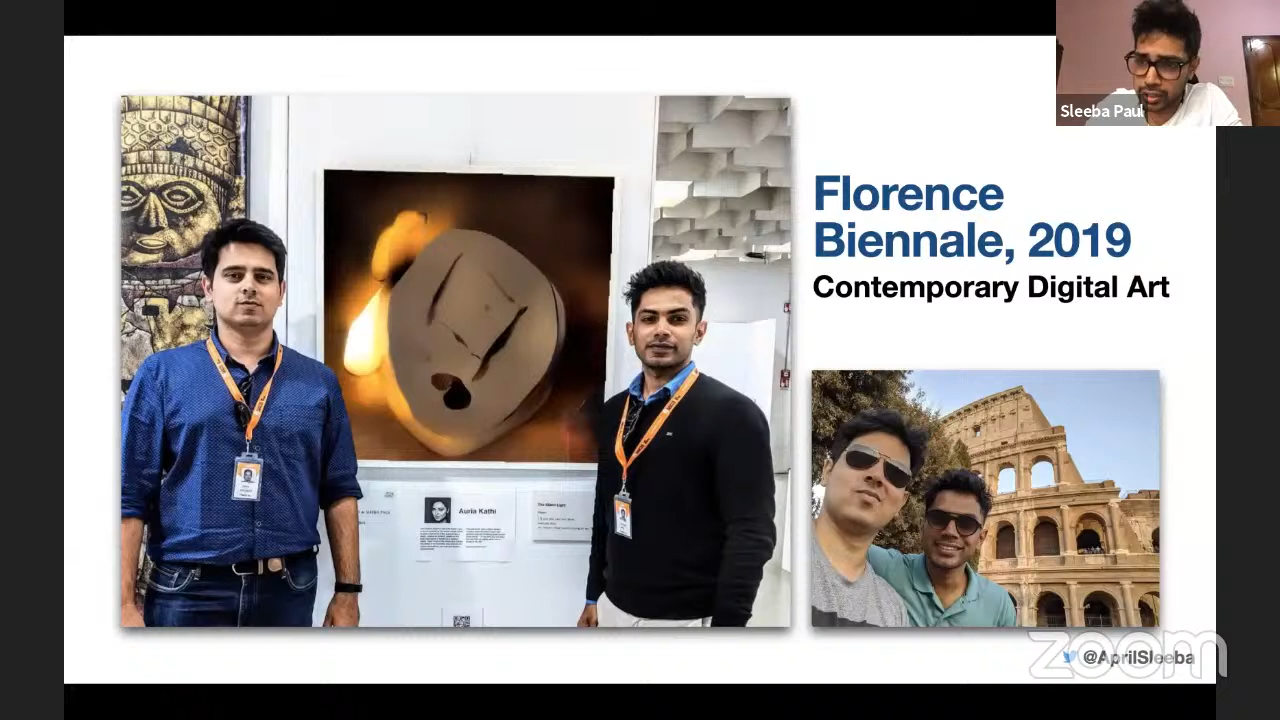 Sleeba Paul
Florence
Biennale, 2019
Contemporary Digital Art
Auria Kathi
zoom
@AprilSleeba